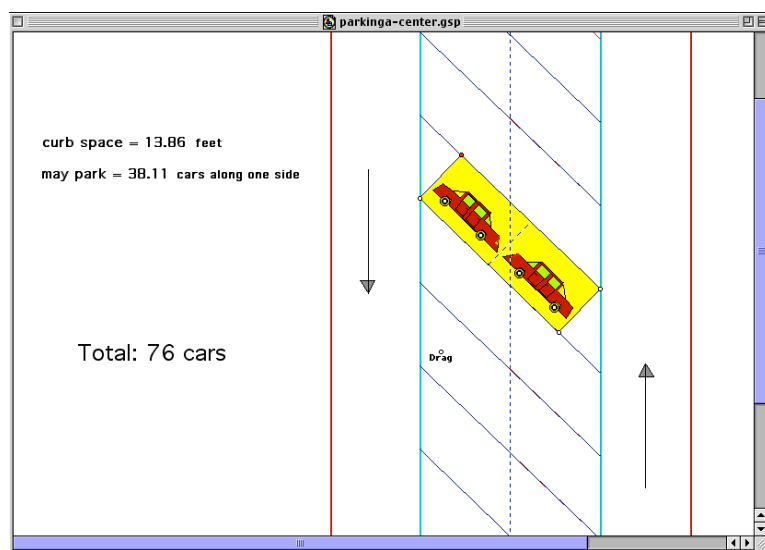 parkinga-center.gsp
curb space = 13.86 feet
may park = 38.11 cars along one side
Total: 76 cars
Drag